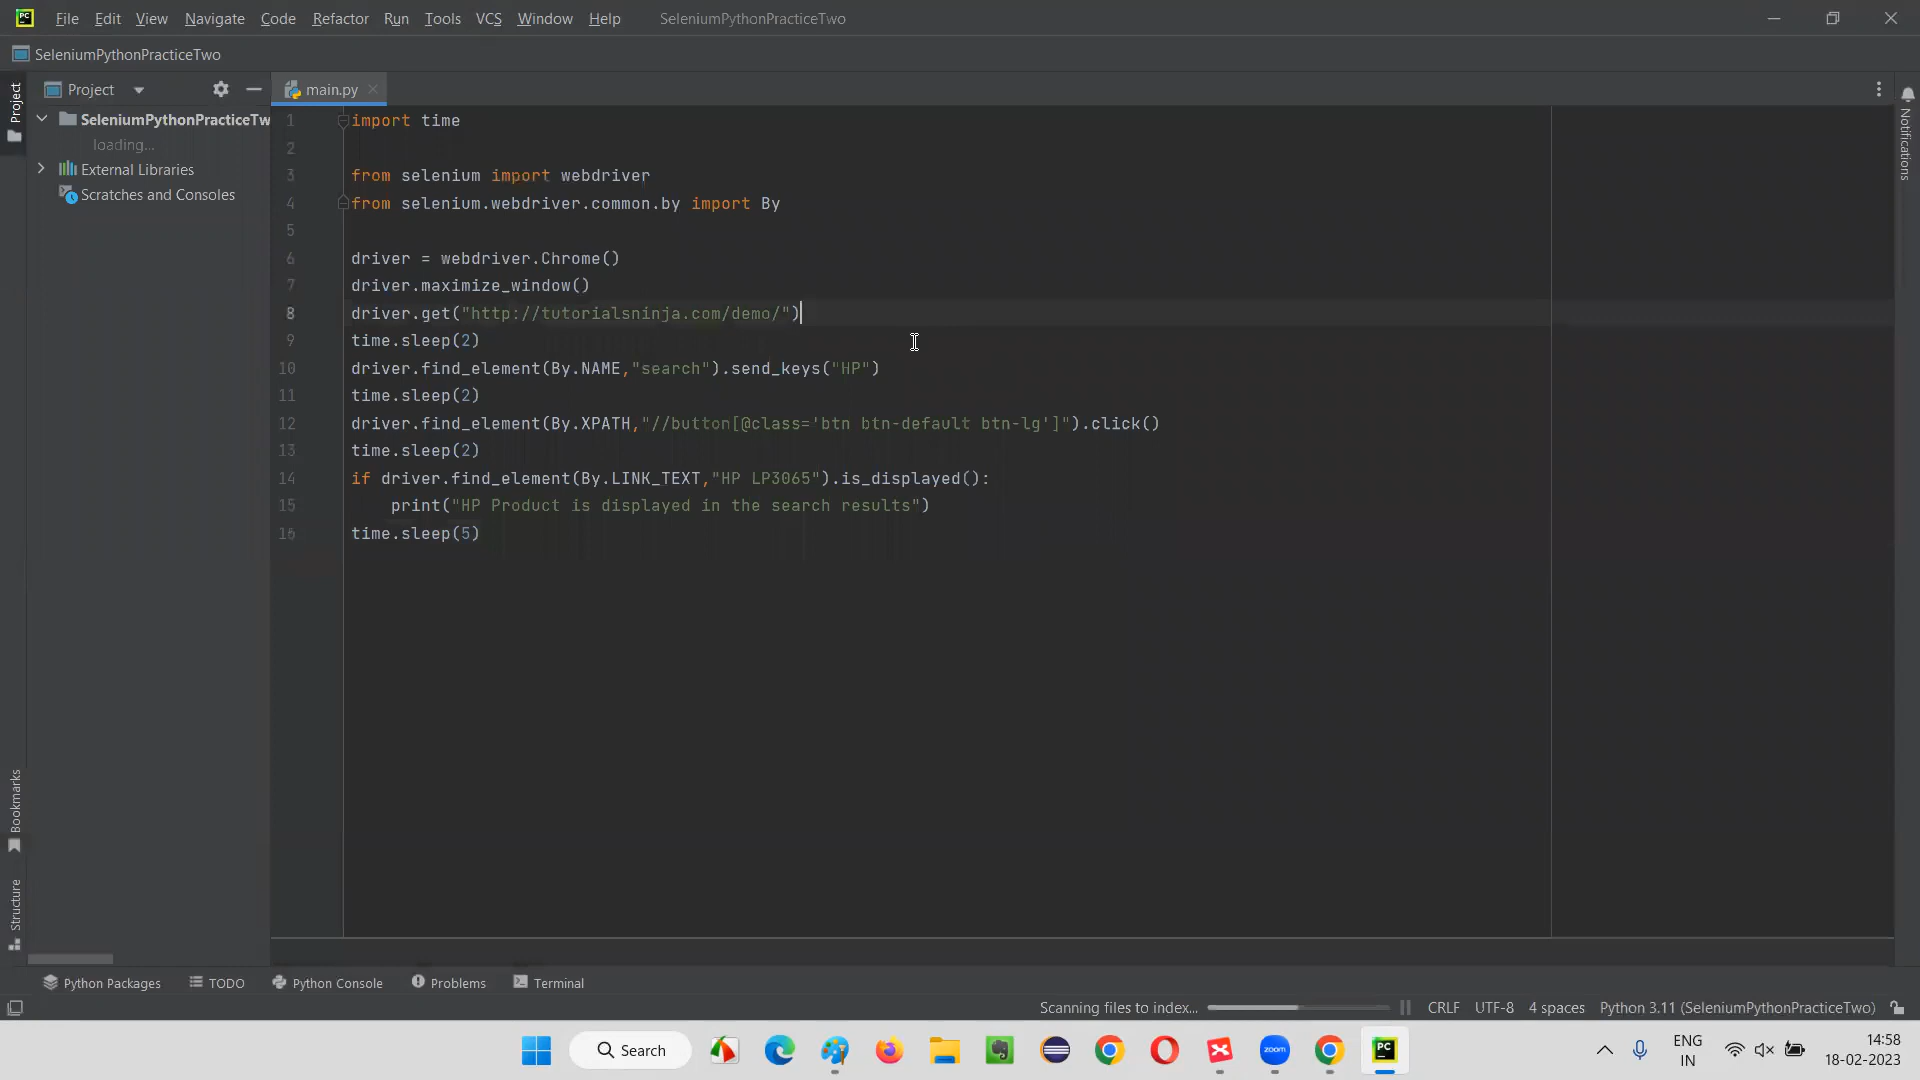 File Edit View Navigate Code Refactor Run Tools VCS Window Help SeleniumPythonPracticeTwo
SeleniumPythonPracticeTwo
Project
main.py
SeleniumPythonPracticeTw
loading...
External Libraries
Scratches and Consoles
Project
Bookmarks
Structure
Notifications
1 import time
2
3 from selenium import webdriver
4 from selenium.webdriver.common.by import By
5
6 driver = webdriver.Chrome()
7 driver.maximize_window()
8 driver.get("http://tutorialsninja.com/demo/")
9 time.sleep(2)
10 driver.find_element(By.NAME,"search").send_keys("HP")
11 time.sleep(2)
12 driver.find_element(By.XPATH,"//button[@class='btn btn-default btn-lg']").click()
13 time.sleep(2)
14 if driver.find_element(By.LINK_TEXT,"HP LP3065").is_displayed():
15     print("HP Product is displayed in the search results")
16 time.sleep(5)
Python Packages TODO Python Console Problems Terminal
Scanning files to index... CRLF UTF-8 4 spaces Python 3.11 (SeleniumPythonPracticeTwo)
Search
zoom
PC
ENG
IN
14:58
18-02-2023